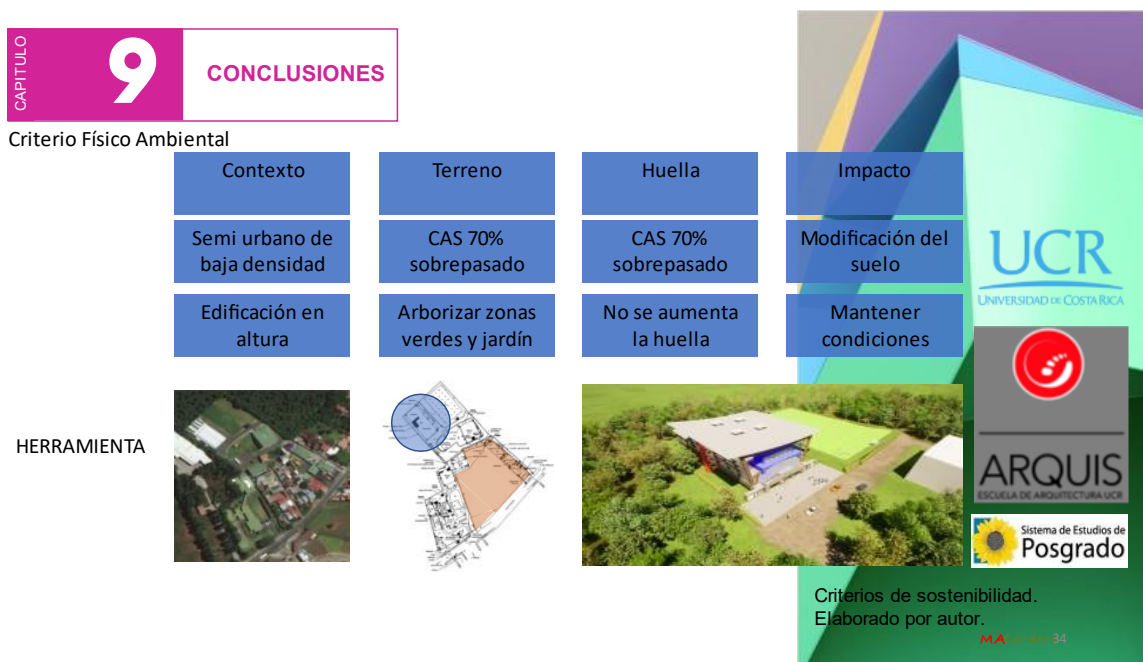 CAPITULO
9
CONCLUSIONES
Criterio Físico Ambiental
Contexto
Terreno
Huella
Impacto
Semi urbano de
baja densidad
CAS 70%
sobrepasado
CAS 70%
sobrepasado
Modificación del
suelo
Edificación en
altura
Arborizar zonas
verdes y jardín
No se aumenta
la huella
Mantener
condiciones
HERRAMIENTA
UCR
UNIVERSIDAD DE COSTA RICA
ARQUIS
ESCUELA DE ARQUITECTURA UCR
Sistema de Estudios de
Posgrado
Criterios de sostenibilidad.
Elaborado por autor.
MA
34